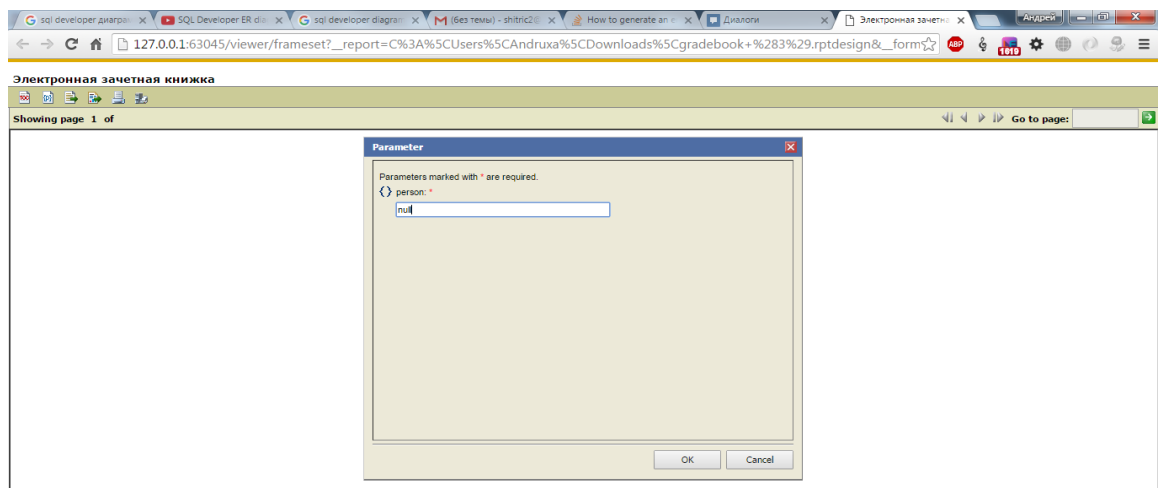 sql developer диаграм
SQL Developer ER dia
sql developer diagram
(без темы) - shitric2@
How to generate an e
Диалоги
Электронная зачетна
Андрей
127.0.0.1:63045/viewer/frameset?__report=C%3A%5CUsers%5CAndruxa%5CDownloads%5Cgradebook+%283%29.rptdesign&__form
ABP
1019
Электронная зачетная книжка
TOC
Showing page 1 of
Go to page:
Parameter
Parameters marked with * are required.
{} person: *
null
OK
Cancel